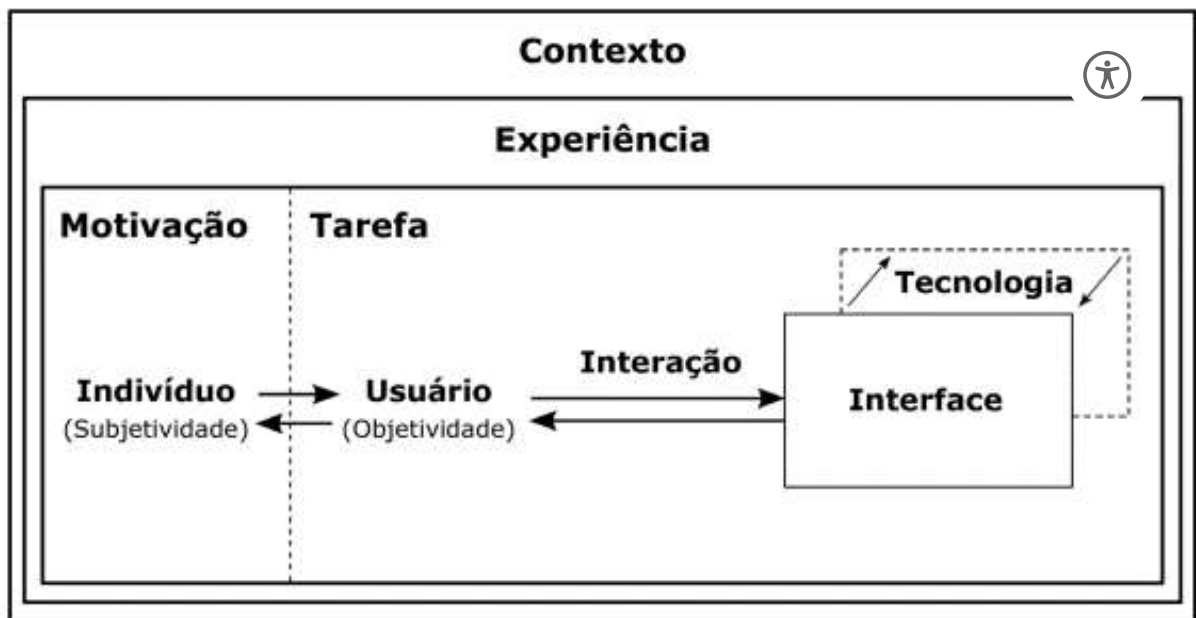 Contexto
Experiência
Motivação
Tarefa
Tecnologia
Interação
Indivíduo
Usuário
Interface
(Subjetividade)
(Objetividade)